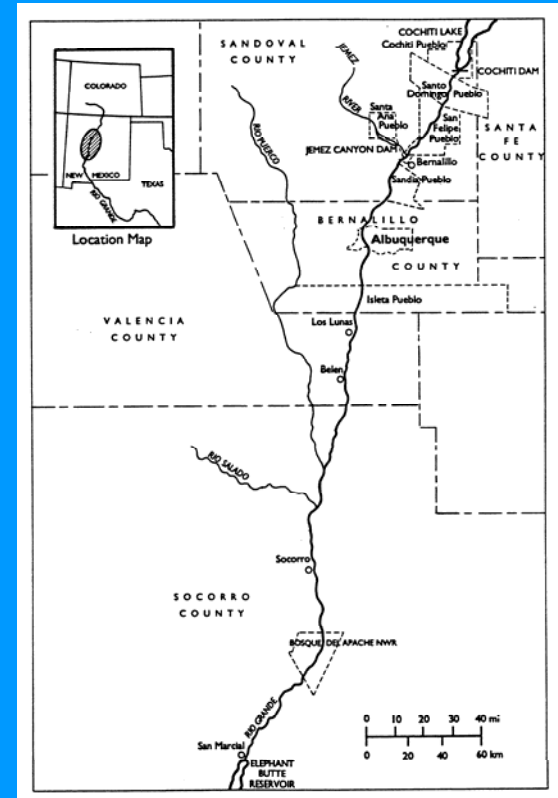 COCHITI LAKE
Cochiti Pueblo
COCHITI DAM
SANDOVAL
COUNTY
JEMEZ
RIVER
Santo
Domingo Pueblo
Santa
Ana
Pueblo
San
Felipe
Pueblo
SANTA
FE
COUNTY
JEMEZ CANYON DAM
Bernalillo
Sandia Pueblo
RIO PUERCO
COLORADO
NEW MEXICO
TEXAS
RIO GRANDE
Location Map
BERNALILLO
Albuquerque
COUNTY
Isleta Pueblo
VALENCIA
COUNTY
Los Lunas
Belen
RIO SALADO
Socorro
SOCORRO
COUNTY
BOSQUE DEL APACHE NWR
RIO GRANDE
San Marcial
ELEPHANT
BUTTE
RESERVOIR
0 10 20 30 40 mi
0 20 40 60 km